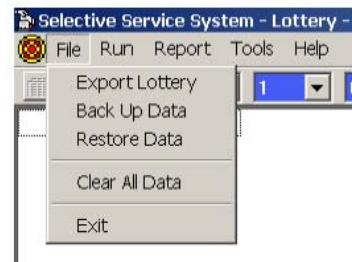 Selective Service System - Lottery -
File Run Report Tools Help
Export Lottery
1
Back Up Data
Restore Data
Clear All Data
Exit